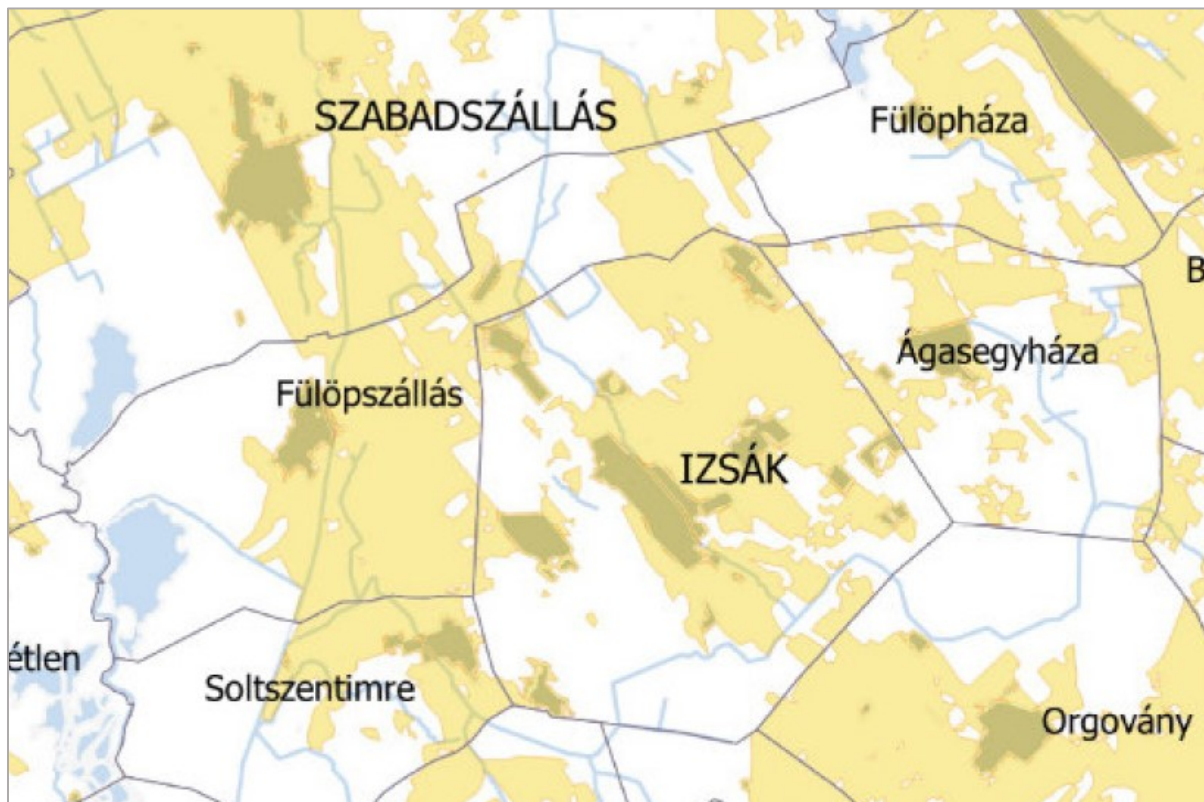 SZABADSZÁLLÁS
Fülöpháza
B
Ágasegyháza
Fülöpszállás
IZSÁK
étlen
Soltszentimre
Orgovány